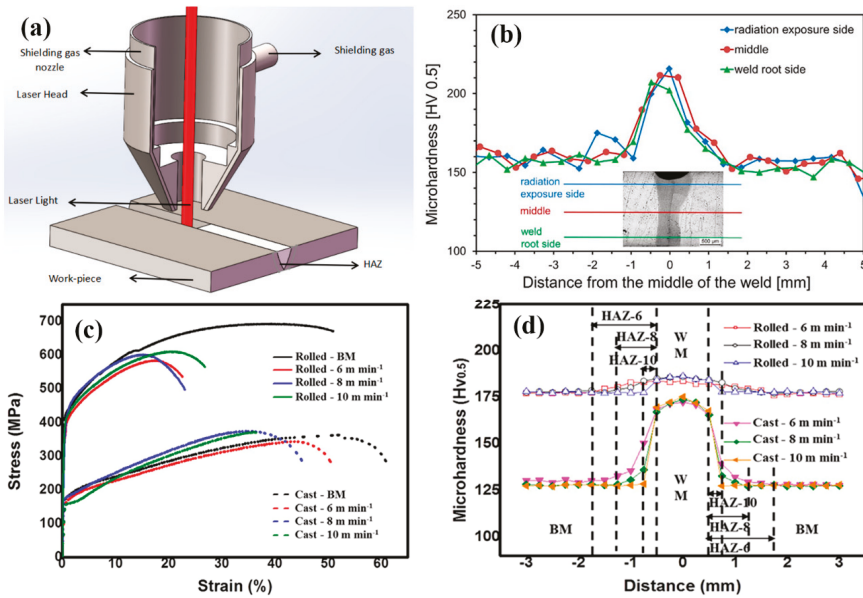 (a)
Shielding gas
nozzle
Shielding gas
Laser Head
Laser Light
Work-piece
HAZ
(b)
Microhardness [HV 0.5]
250
200
150
100
radiation exposure side
middle
weld root side
radiation
exposure side
middle
weld
root side
600 µm
-5 -4 -3 -2 -1 0 1 2 3 4 5
Distance from the middle of the weld [mm]
(c)
Stress (MPa)
700
600
500
400
300
200
100
0
Rolled - BM
Rolled - 6 m min-1
Rolled - 8 m min-1
Rolled - 10 m min-1
Cast - BM
Cast - 6 m min-1
Cast - 8 m min-1
Cast - 10 m min-1
0 10 20 30 40 50 60
Strain (%)
(d)
Microhardness (Hv0.5)
225
200
175
150
125
100
HAZ-6
HAZ-8
HAZ-10
W
M
Rolled - 6 m min-1
Rolled - 8 m min-1
Rolled - 10 m min-1
Cast - 6 m min-1
Cast - 8 m min-1
Cast - 10 m min-1
W
M
HAZ-10
HAZ-8
HAZ-6
BM
BM
-3 -2 -1 0 1 2 3
Distance (mm)